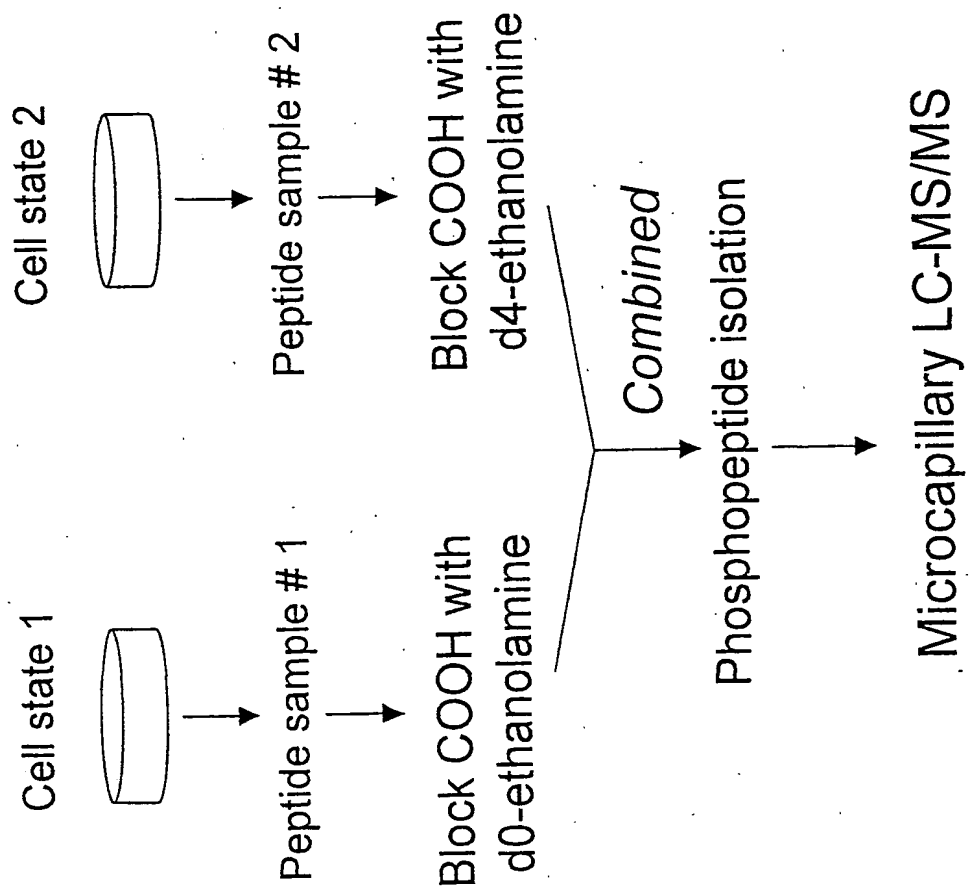 Cell state 1
Cell state 2
Peptide sample # 1
Peptide sample # 2
Block COOH with
d0-ethanolamine
Block COOH with
d4-ethanolamine
Combined
Phosphopeptide isolation
Microcapillary LC-MS/MS